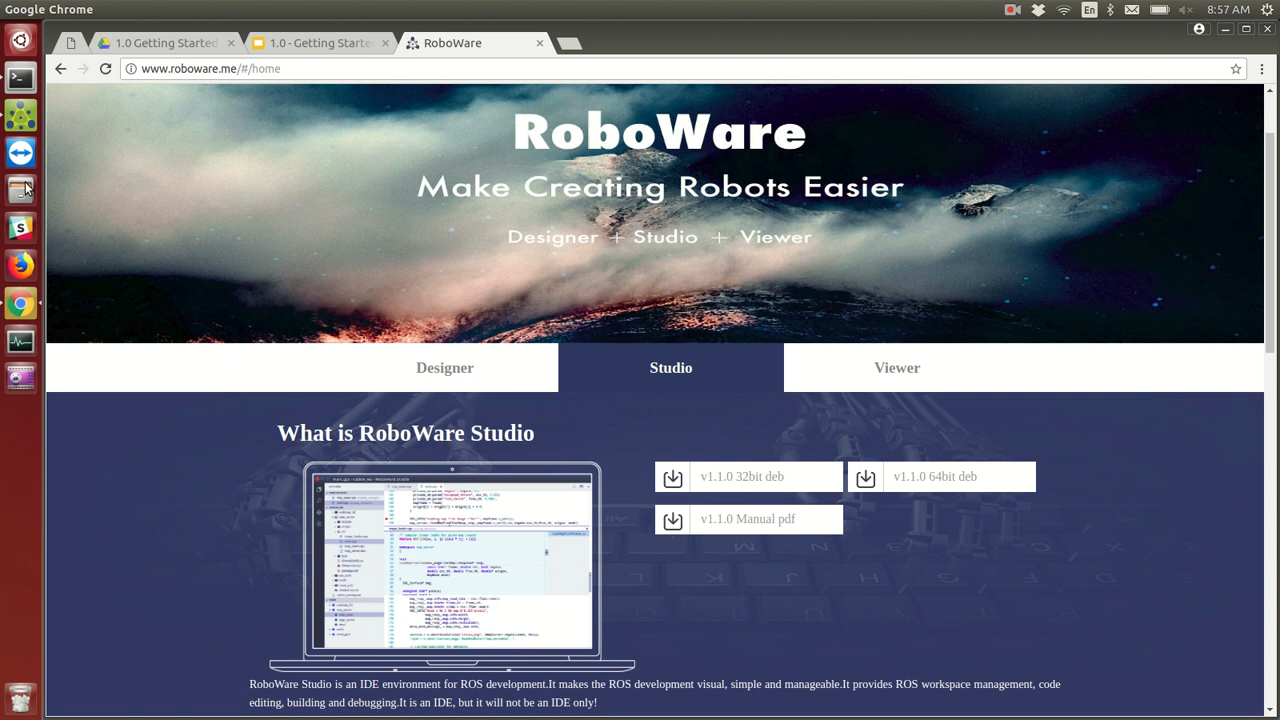 Google Chrome
En
8:57 AM
1.0 Getting Started
1.0 - Getting Starte
RoboWare
www.roboware.me/#/home
RoboWare
Make Creating Robots Easier
Designer + Studio + Viewer
Designer
Studio
Viewer
What is RoboWare Studio
v1.1.0 32bit deb
v1.1.0 64bit deb
v1.1.0 Manual pdf
RoboWare Studio is an IDE environment for ROS development.It makes the ROS development visual, simple and manageable.It provides ROS workspace management, code
editing, building and debugging.It is an IDE, but it will not be an IDE only!